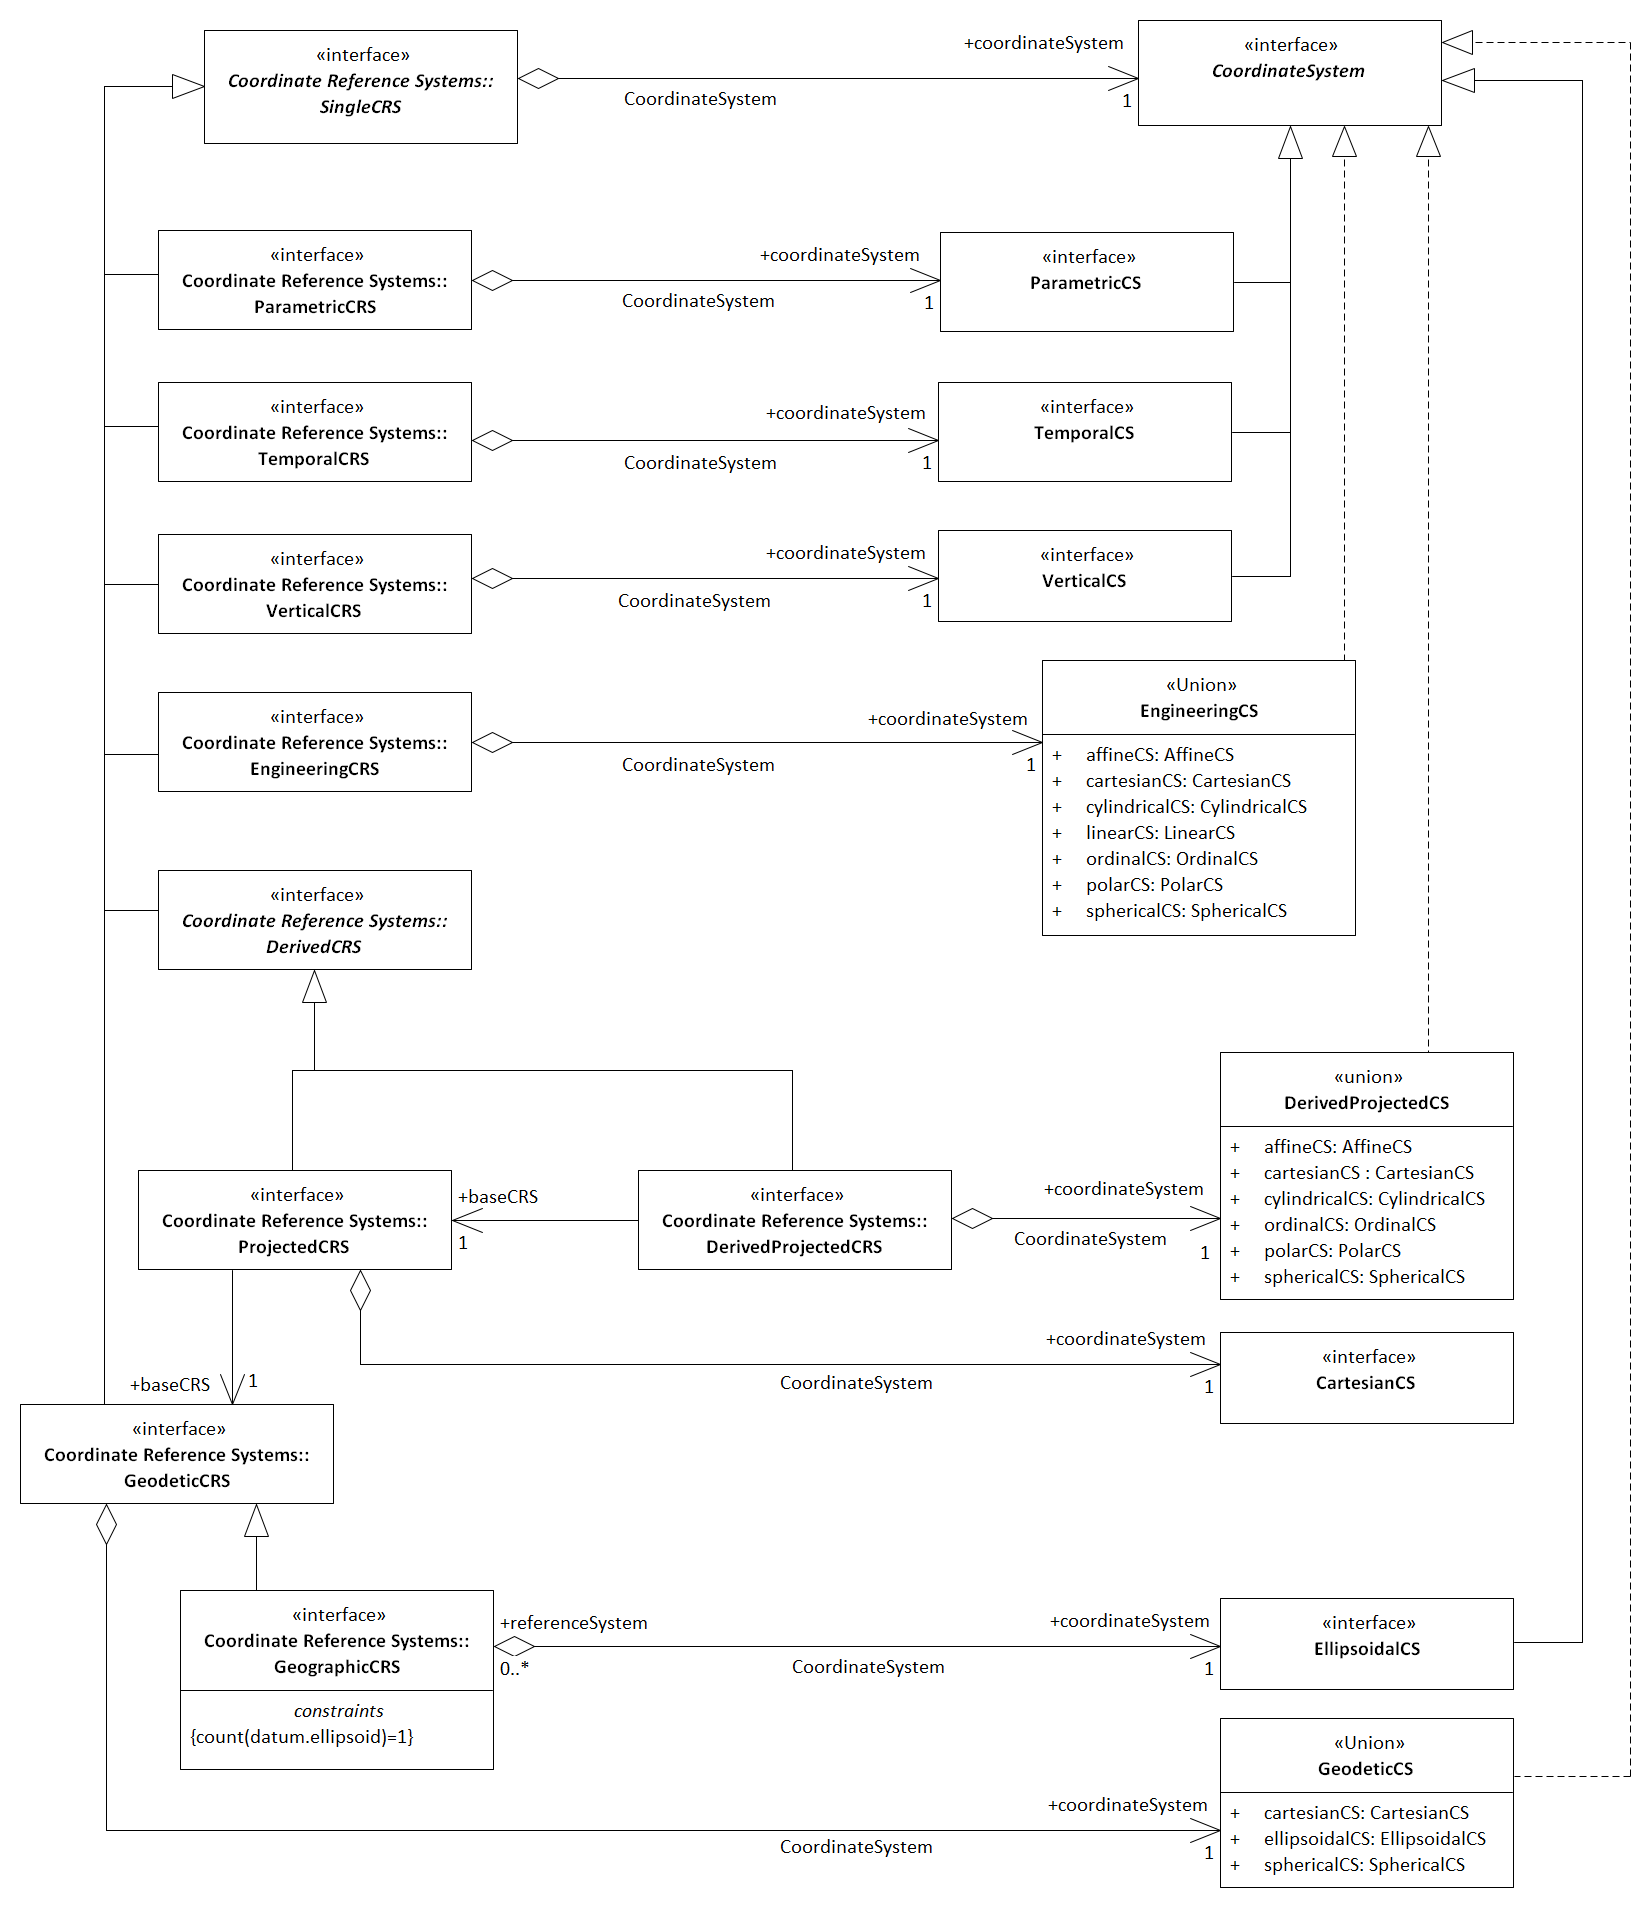 «interface»
Coordinate Reference Systems::
SingleCRS
+coordinateSystem
CoordinateSystem
1
«interface»
CoordinateSystem
«interface»
Coordinate Reference Systems::
ParametricCRS
+coordinateSystem
CoordinateSystem
1
«interface»
ParametricCS
«interface»
Coordinate Reference Systems::
TemporalCRS
+coordinateSystem
CoordinateSystem
1
«interface»
TemporalCS
«interface»
Coordinate Reference Systems::
VerticalCRS
+coordinateSystem
CoordinateSystem
1
«interface»
VerticalCS
«interface»
Coordinate Reference Systems::
EngineeringCRS
+coordinateSystem
CoordinateSystem
1
«Union»
EngineeringCS
+ affineCS: AffineCS
+ cartesianCS: CartesianCS
+ cylindricalCS: CylindricalCS
+ linearCS: LinearCS
+ ordinalCS: OrdinalCS
+ polarCS: PolarCS
+ sphericalCS: SphericalCS
«interface»
Coordinate Reference Systems::
DerivedCRS
«interface»
Coordinate Reference Systems::
ProjectedCRS
+baseCRS
1
«interface»
Coordinate Reference Systems::
DerivedProjectedCRS
+coordinateSystem
CoordinateSystem
1
«union»
DerivedProjectedCS
+ affineCS: AffineCS
+ cartesianCS : CartesianCS
+ cylindricalCS: CylindricalCS
+ ordinalCS: OrdinalCS
+ polarCS: PolarCS
+ sphericalCS: SphericalCS
+coordinateSystem
CoordinateSystem
1
«interface»
CartesianCS
+baseCRS
1
«interface»
Coordinate Reference Systems::
GeodeticCRS
«interface»
Coordinate Reference Systems::
GeographicCRS
constraints
{count(datum.ellipsoid)=1}
+referenceSystem
0..*
+coordinateSystem
CoordinateSystem
1
«interface»
EllipsoidalCS
+coordinateSystem
CoordinateSystem
1
«Union»
GeodeticCS
+ cartesianCS: CartesianCS
+ ellipsoidalCS: EllipsoidalCS
+ sphericalCS: SphericalCS